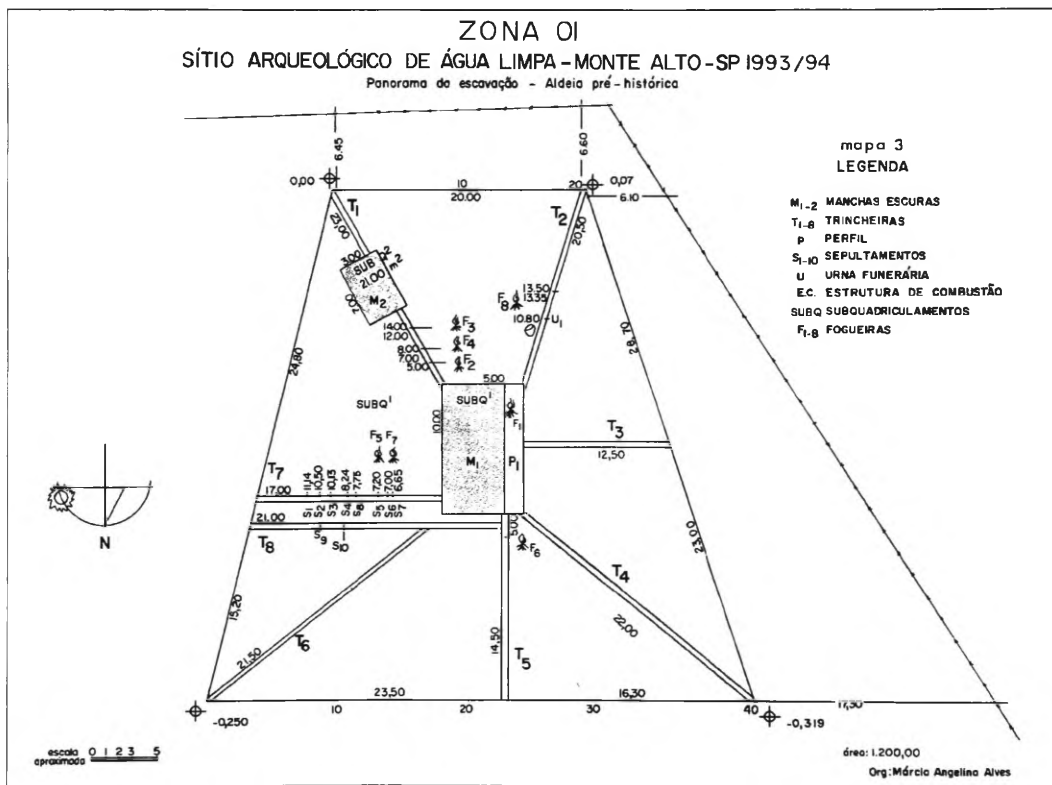 ZONA 01
SÍTIO ARQUEOLÓGICO DE ÁGUA LIMPA-MONTE ALTO-SP 1993/94
Panorama da escavação - Aldeia pré-histórica
mapa 3
LEGENDA
M1-2 MANCHAS ESCURAS
T1-8 TRINCHEIRAS
P PERFIL
S1-10 SEPULTAMENTOS
U URNA FUNERÁRIA
E.C. ESTRUTURA DE COMBUSTÃO
SUBQ SUBQUADRICULAMENTOS
F1-8 FOGUEIRAS
6.45
6.60
0,00
10
20
0,07
20.00
6.10
T1
T2
23,00
20,50
3.00
SUB Q2
21.00 m2
M2
7.00
13.50
13.35
F8
10.80
U1
14.00
12.00
8.00
7.00
5.00
F3
F4
F2
28,70
24,80
5.00
SUBQ1
SUBQ1
10.00
F1
M1
P1
T3
12,50
F5 F7
T7
17.00
11,14
10,50
10,13
8,24
7,75
7,20
7,00
6,65
S1
S2
S3
S4
S8
S5
S6
S7
21.00
S9
S10
T8
5.00
F6
23,00
N
T4
22,00
15,20
T6
21,50
14,50
T5
23,50
16,30
17,30
-0,250
10
20
30
40
-0,319
escala aproximada
0 1 2 3 5
área: 1.200,00
Org: Márcia Angelina Alves